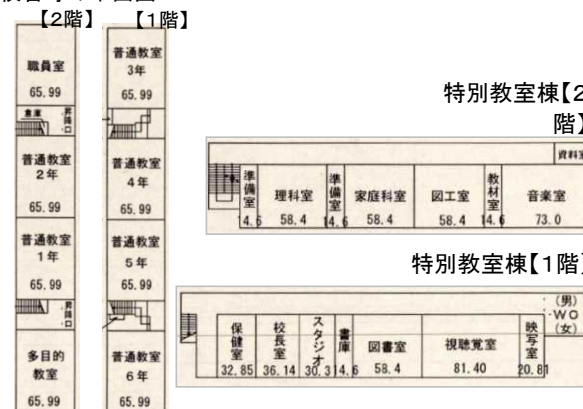 【2階】
【1階】
職員室
65.99
倉庫
昇降口
普通教室
2年
65.99
普通教室
1年
65.99
昇降口
多目的
教室
65.99
普通教室
3年
65.99
普通教室
4年
65.99
普通教室
5年
65.99
普通教室
6年
65.99
特別教室棟【2
階】
資料室
準備室
4.6
理科室
58.4
準備室
14.6
家庭科室
58.4
図工室
58.4
教材室
14.6
音楽室
73.0
特別教室棟【1階】
(男)
WO
(女)
保健室
32.85
校長室
36.14
スタジオ
30.3
書庫
14.6
図書室
58.4
視聴覚室
81.40
映写室
20.81